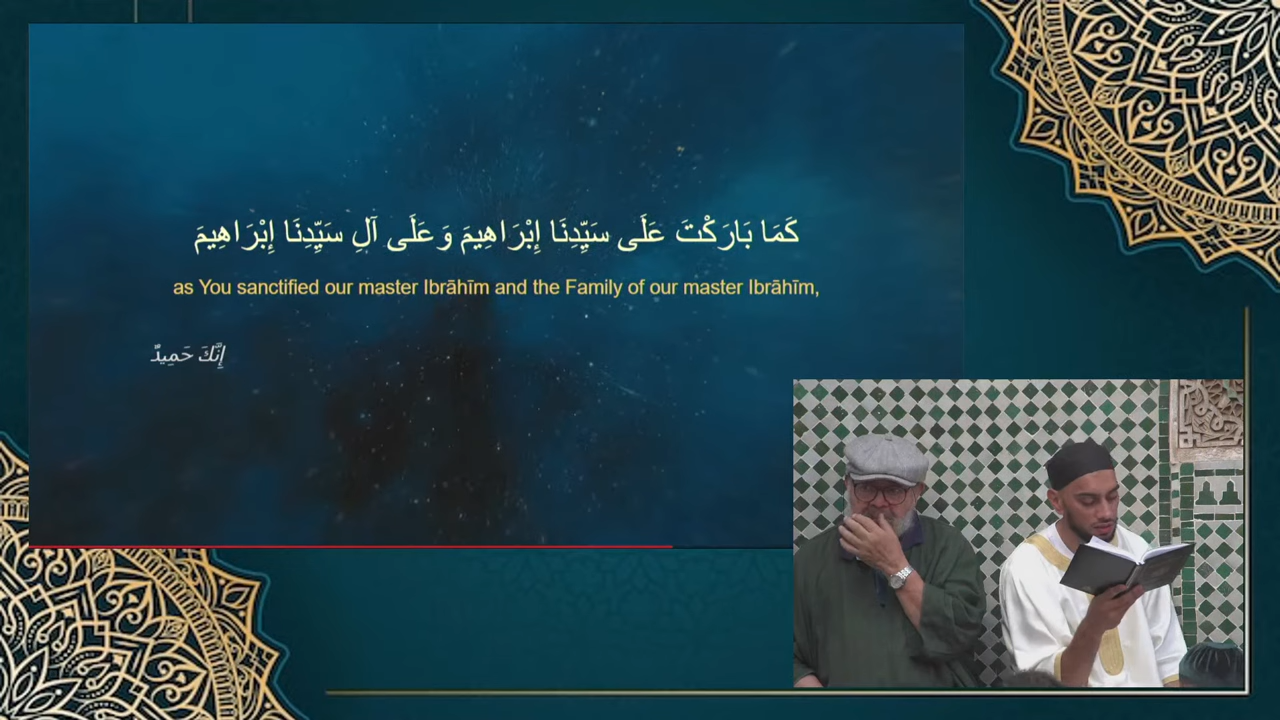 كَمَا بَارَكْتَ عَلَى سَيِّدِنَا إِبْرَاهِيمَ وَعَلَى آلِ سَيِّدِنَا إِبْرَاهِيمَ
as You sanctified our master Ibrāhīm and the Family of our master Ibrāhīm,
إِنَّكَ حَمِيدٌ